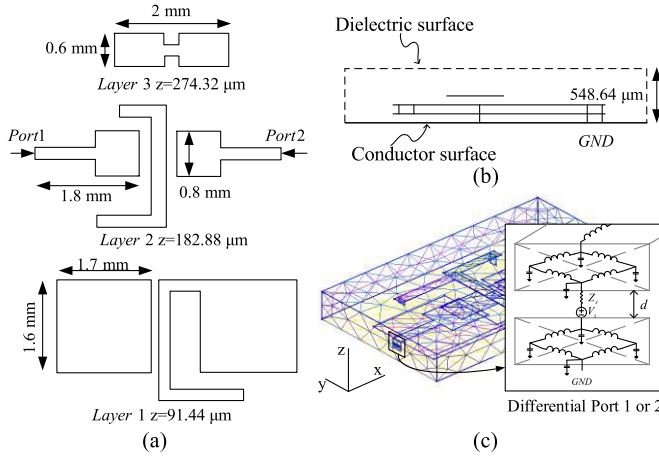 2 mm
0.6 mm
Layer 3 z=274.32 μm
Port1
Port2
1.8 mm
0.8 mm
Layer 2 z=182.88 μm
1.7 mm
1.6 mm
Layer 1 z=91.44 μm
(a)
Dielectric surface
548.64 μm
Conductor surface
GND
(b)
z
y
x
Zs
Vs
d
GND
Differential Port 1 or 2
(c)